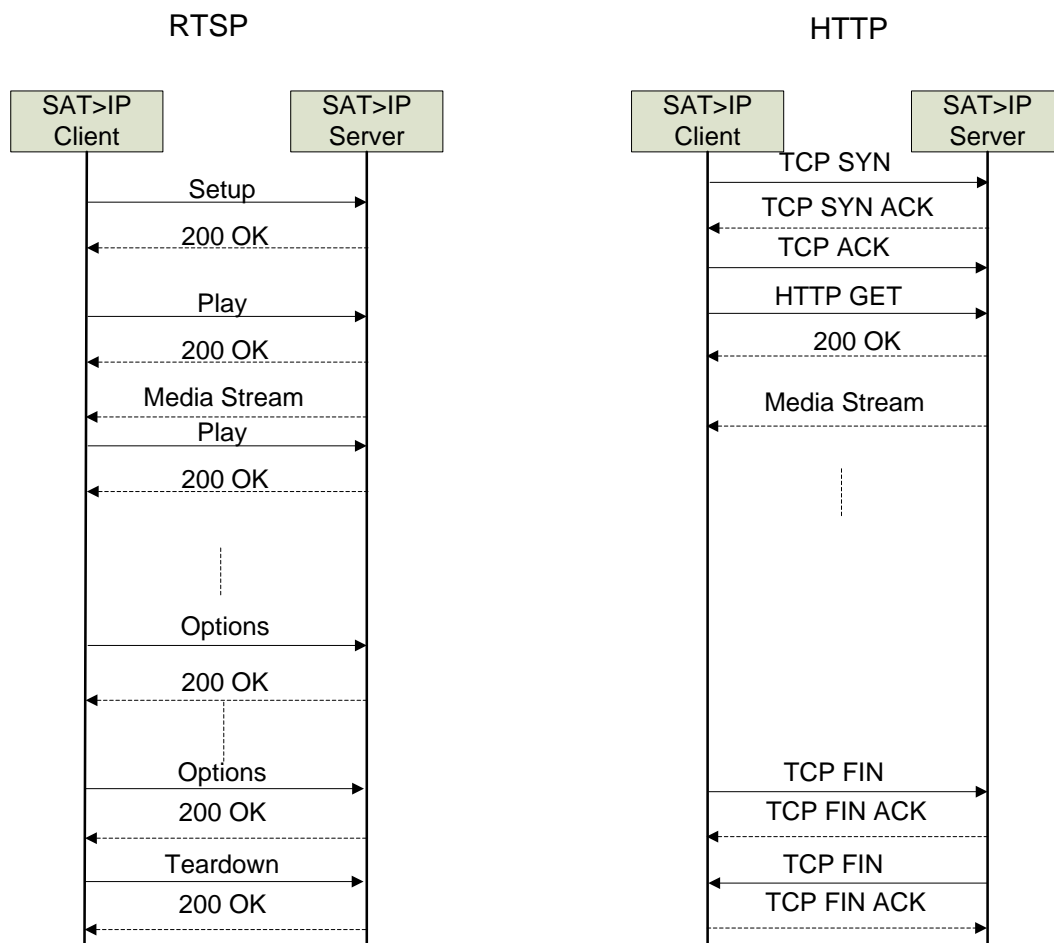 RTSP
SAT>IP
Client
SAT>IP
Server
Setup
200 OK
Play
200 OK
Media Stream
Play
200 OK
Options
200 OK
Options
200 OK
Teardown
200 OK
HTTP
SAT>IP
Client
SAT>IP
Server
TCP SYN
TCP SYN ACK
TCP ACK
HTTP GET
200 OK
Media Stream
TCP FIN
TCP FIN ACK
TCP FIN
TCP FIN ACK